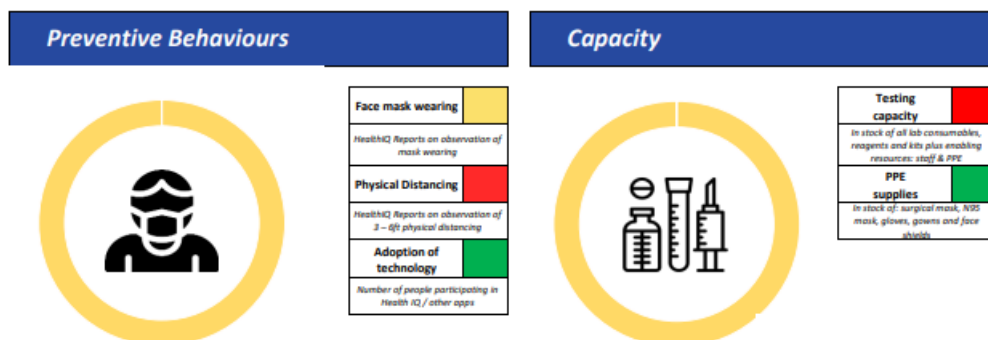 Preventive Behaviours
Face mask wearing
HealthIQ Reports on observation of
mask wearing
Physical Distancing
HealthIQ Reports on observation of
3 – 6ft physical distancing
Adoption of
technology
Number of people participating in
Health IQ / other apps
Capacity
Testing
capacity
In stock of all lab consumables,
reagents and kits plus enabling
resources: staff & PPE
PPE
supplies
In stock of: surgical mask, N95
mask, gloves, gowns and face
shields